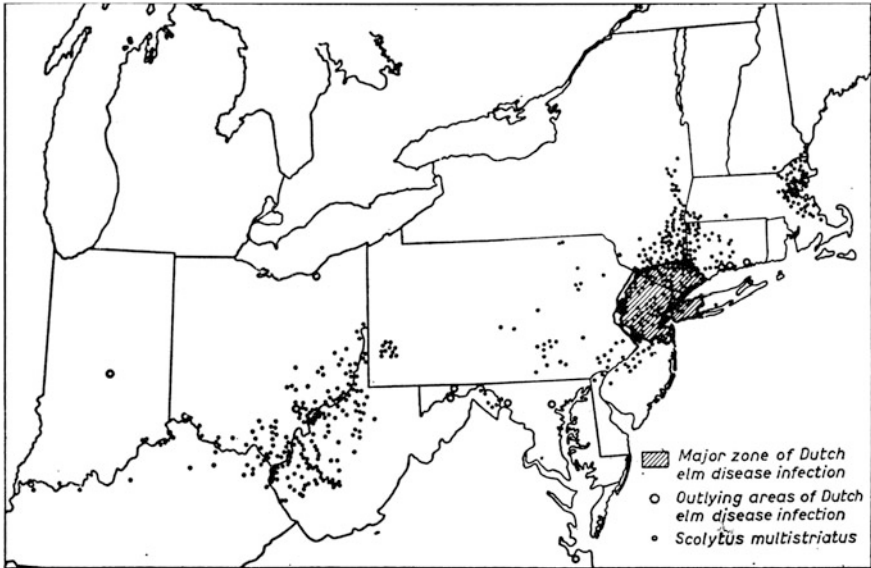 Major zone of Dutch
elm disease infection
Outlying areas of Dutch
elm disease infection
Scolytus multistriatus